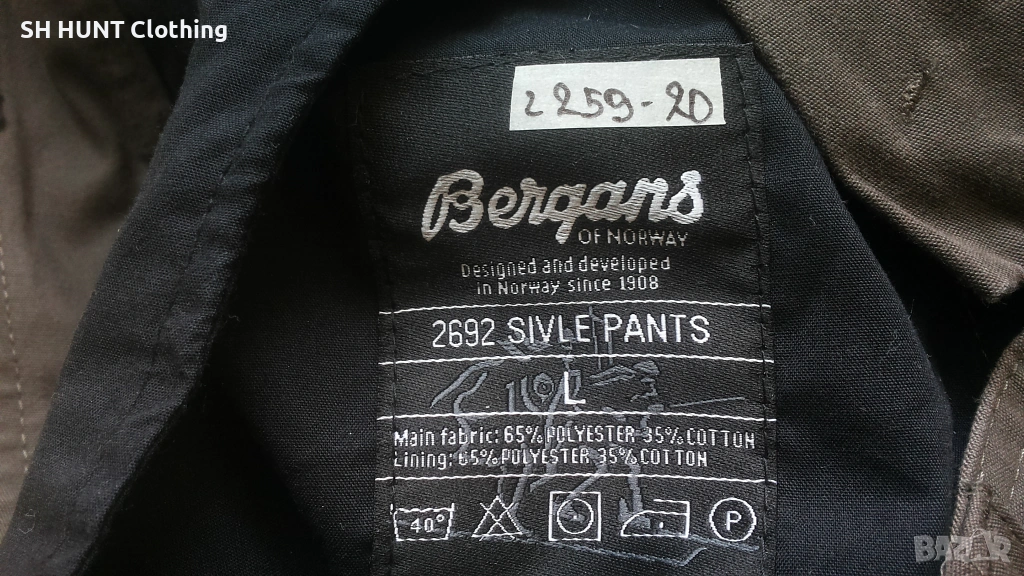 SH HUNT Clothing
2259-20
Bergans
OF NORWAY
Designed and developed
in Norway since 1908
2692 SIVLE PANTS
L
Main fabric: 65% POLYESTER 35% COTTON
Lining: 65% POLYESTER 35% COTTON
40°
P
BAZAR